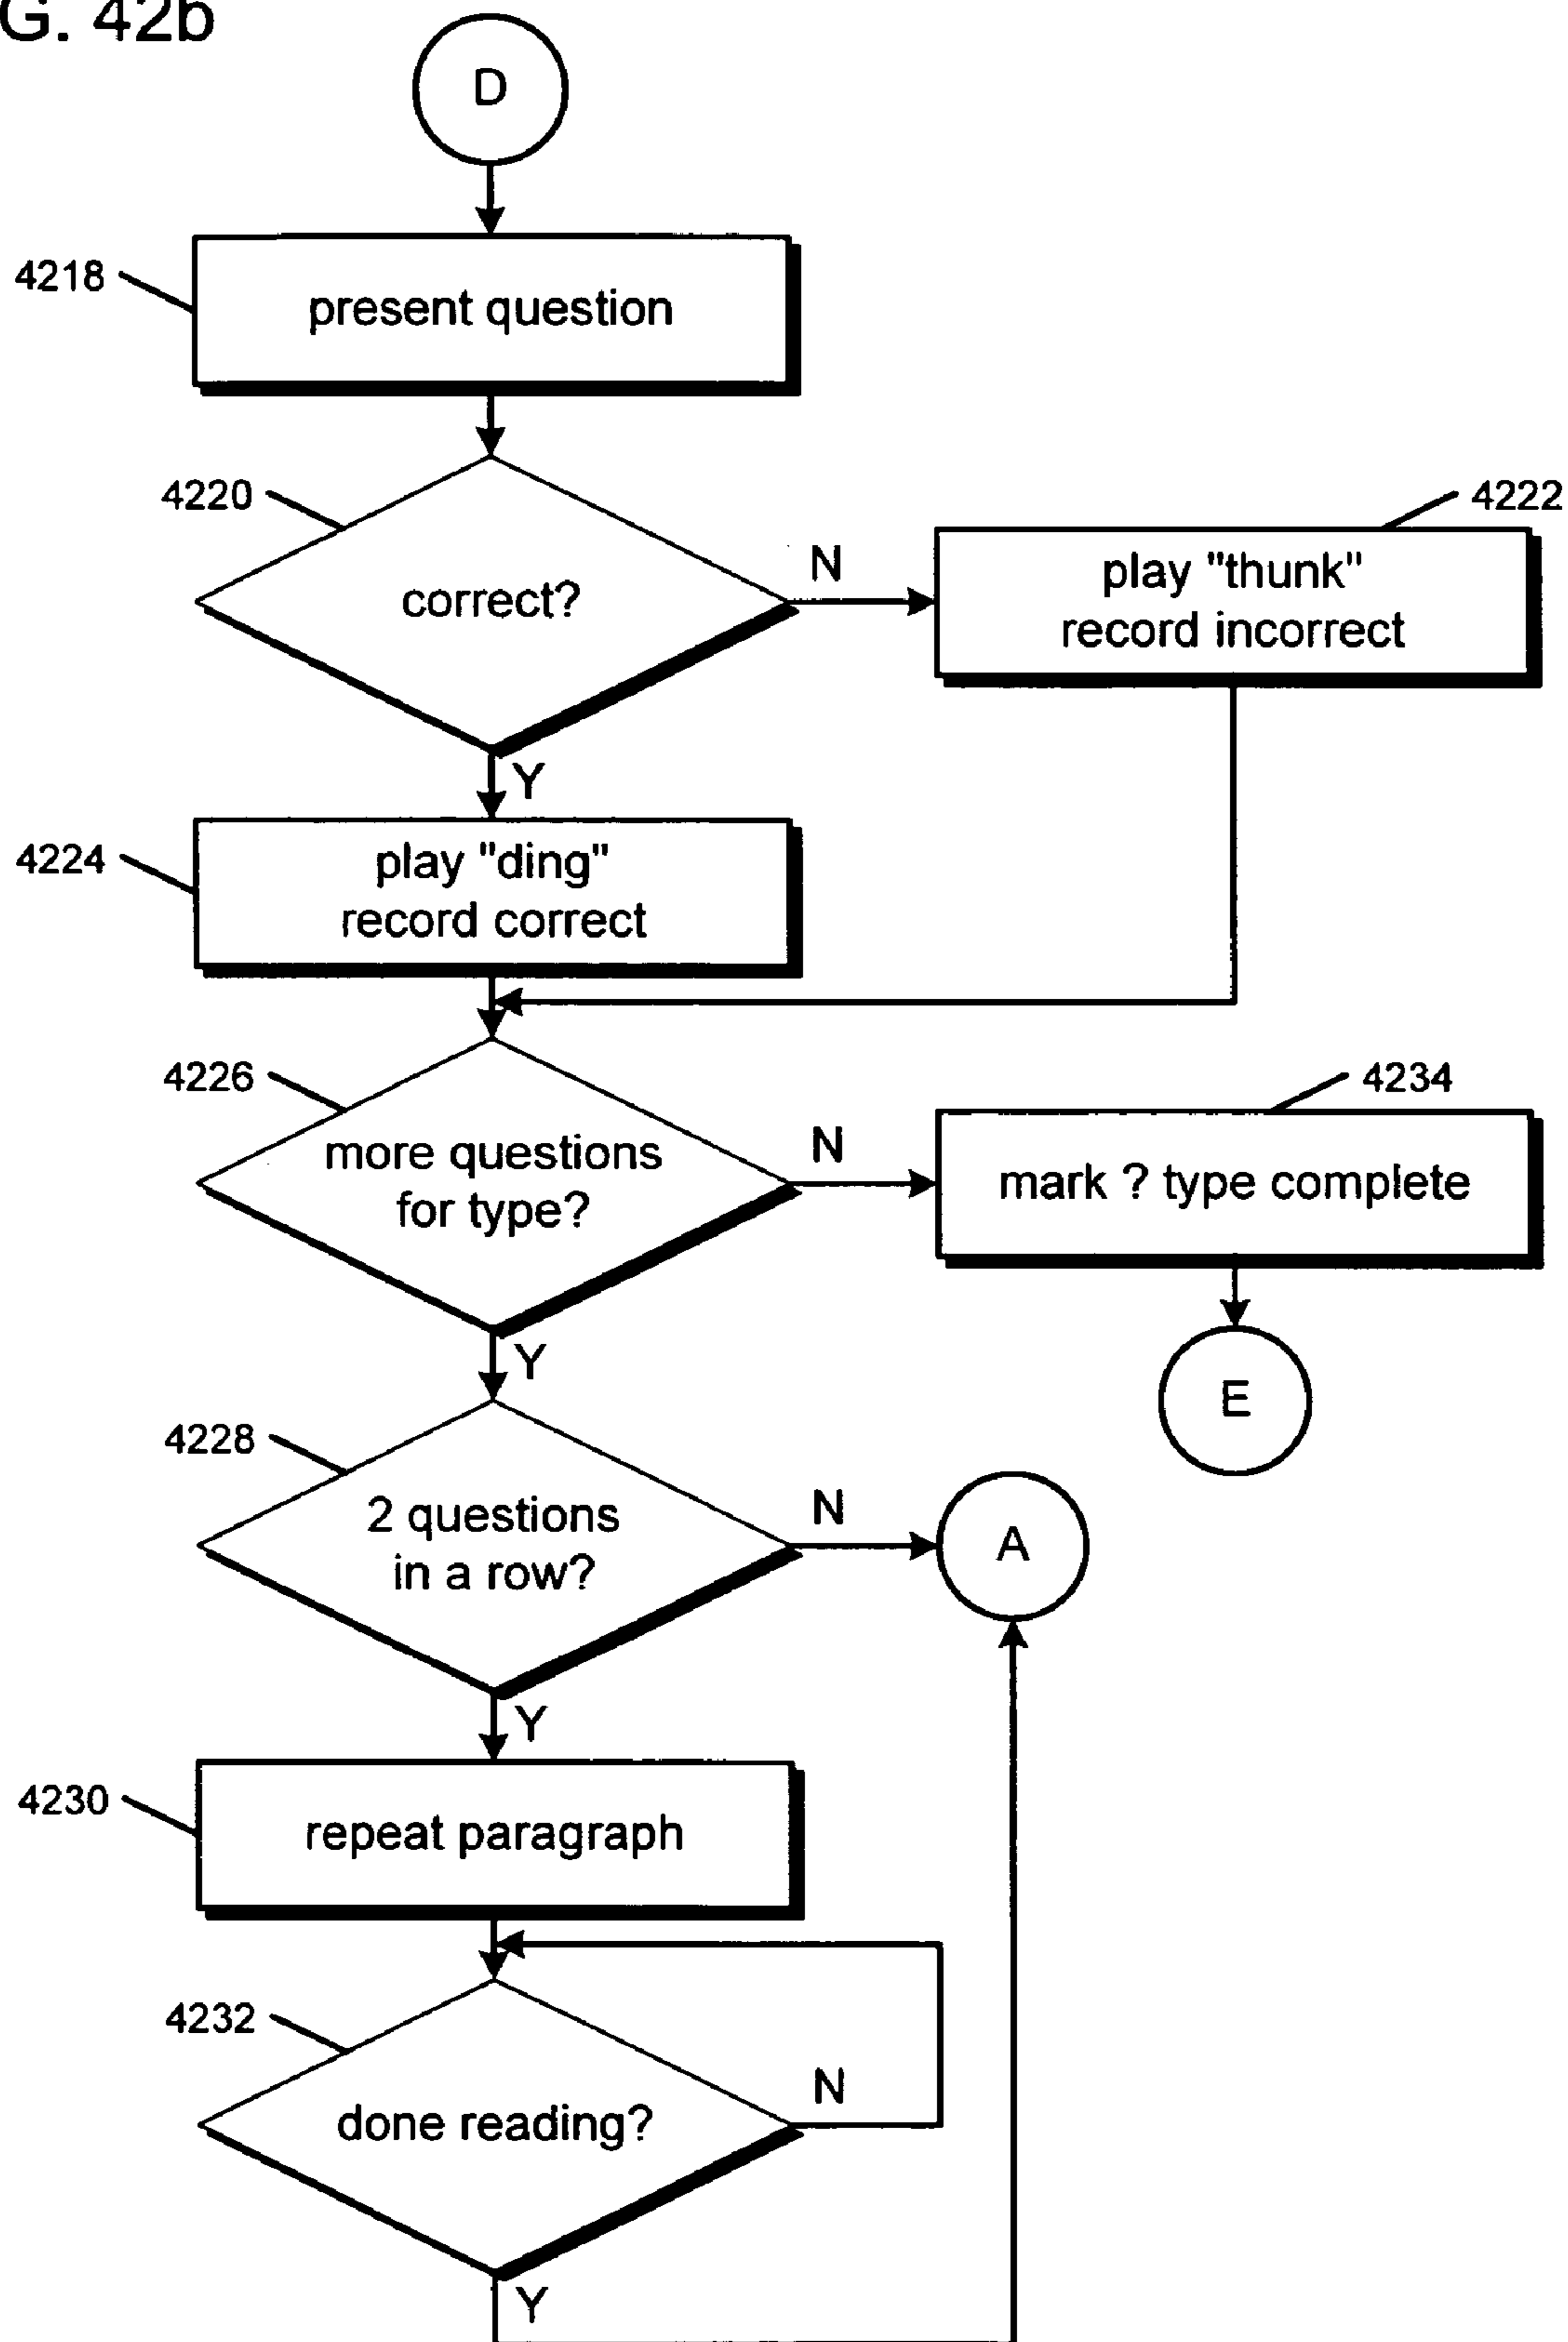 G. 42b
D
4218
present question
4220
correct?
N
4222
play "thunk"
record incorrect
Y
4224
play "ding"
record correct
4226
more questions
for type?
N
4234
mark ? type complete
Y
E
4228
2 questions
in a row?
N
A
Y
4230
repeat paragraph
4232
done reading?
N
Y